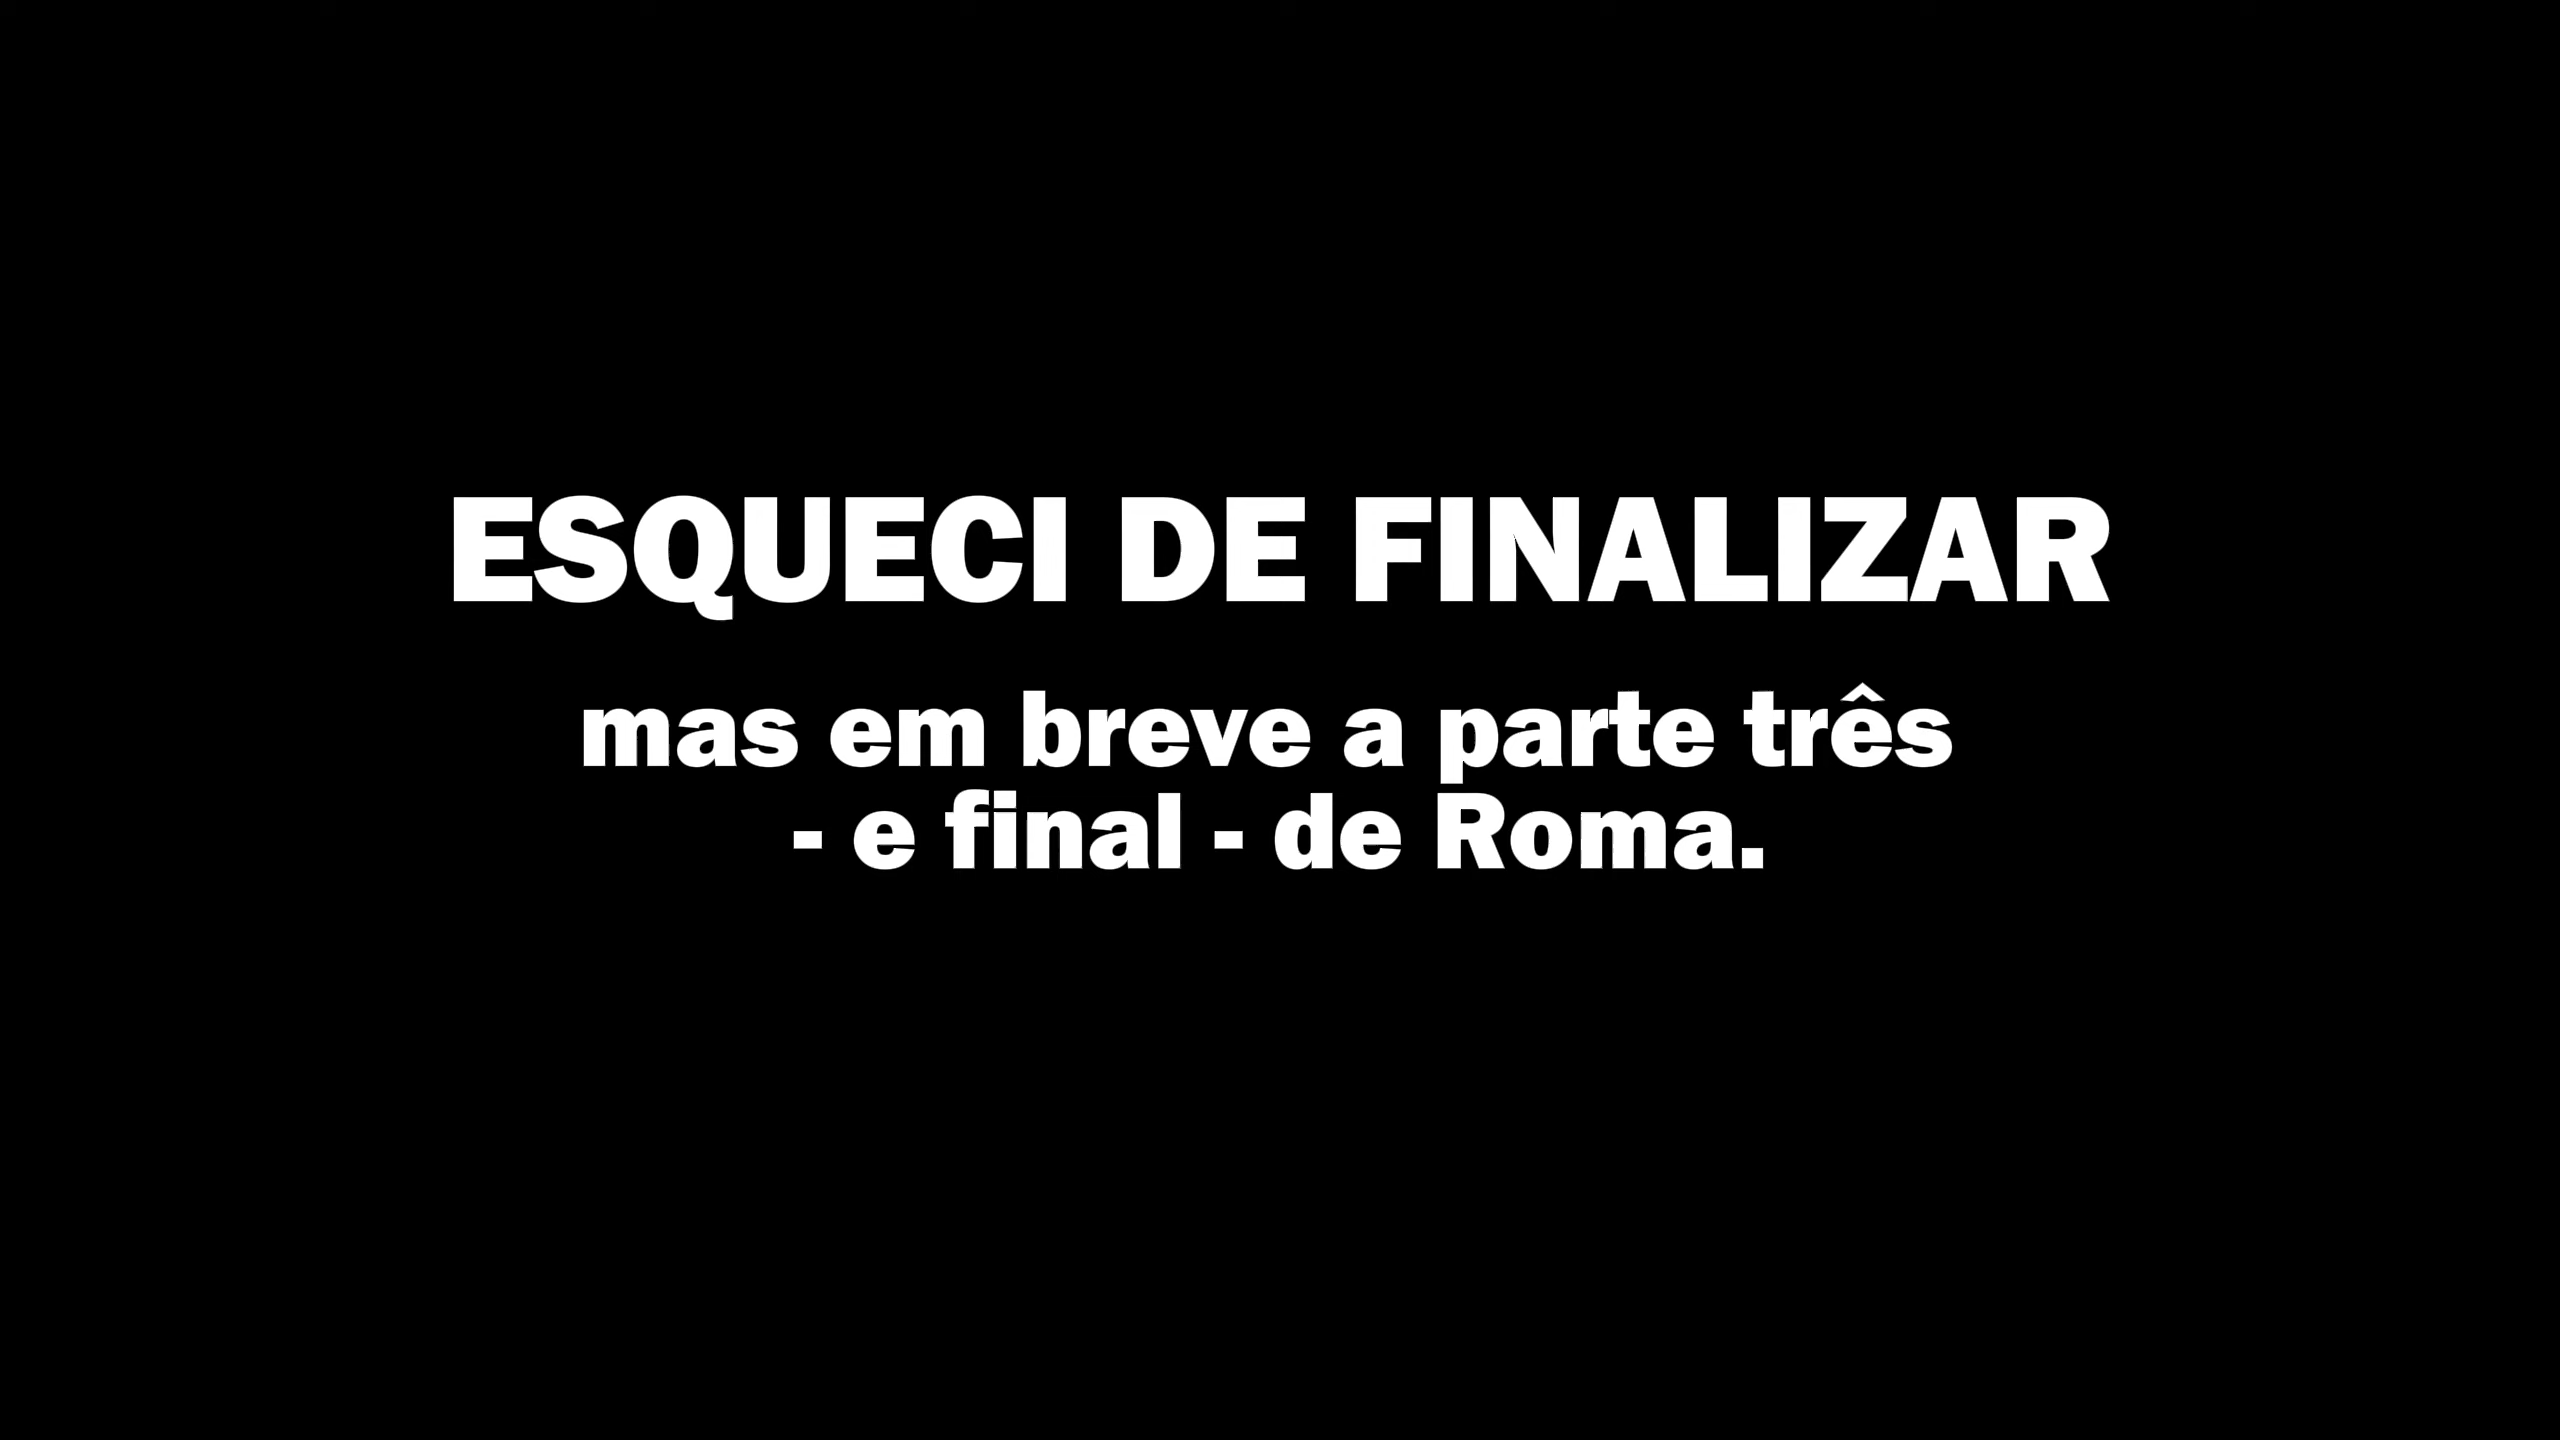 ESQUECI DE FINALIZAR
mas em breve a parte três
- e final - de Roma.